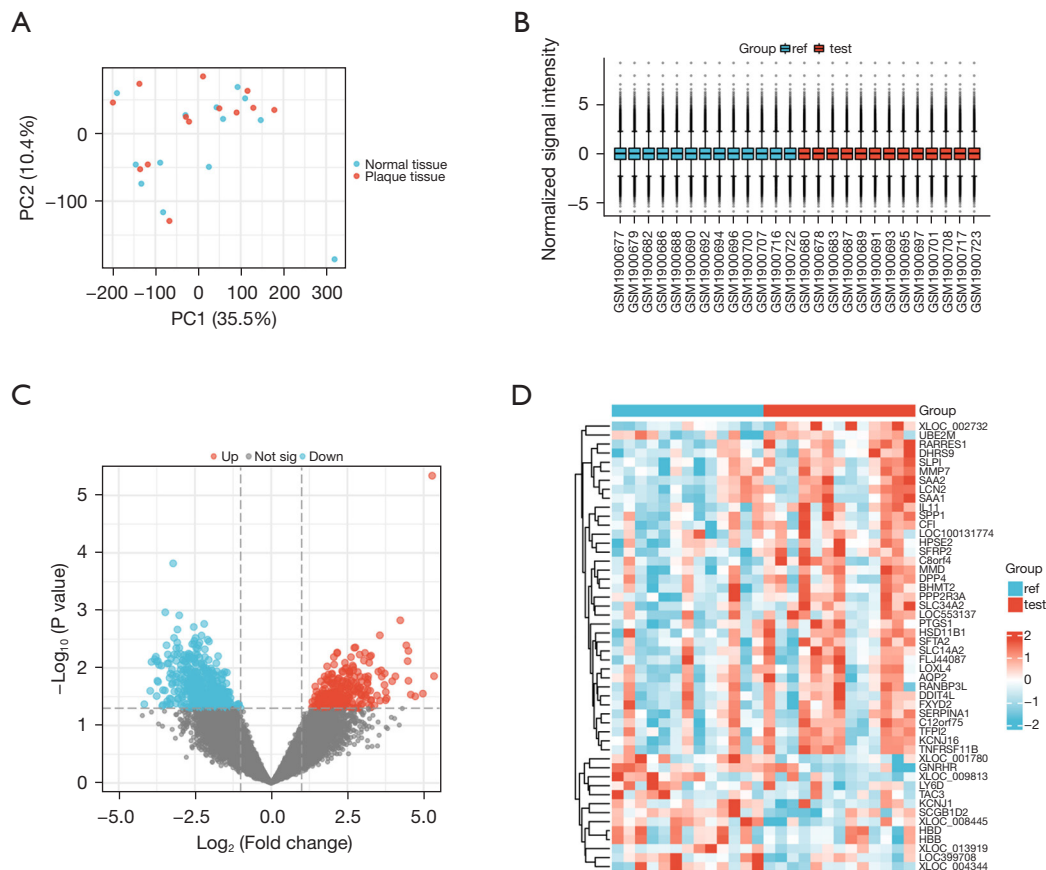 A
0
−100
−200
−100
0
100
200
300
PC2 (10.4%)
PC1 (35.5%)
Normal tissue
Plaque tissue
B
Group ref test
Normalized signal intensity
5
0
−5
GSM1900677
GSM1900679
GSM1900682
GSM1900686
GSM1900688
GSM1900690
GSM1900692
GSM1900694
GSM1900696
GSM1900700
GSM1900707
GSM1900716
GSM1900722
GSM1900680
GSM1900678
GSM1900683
GSM1900687
GSM1900689
GSM1900691
GSM1900693
GSM1900695
GSM1900697
GSM1900701
GSM1900708
GSM1900717
GSM1900723
C
Up Not sig Down
−Log10 (P value)
5
4
3
2
1
0
−5.0
−2.5
0.0
2.5
5.0
Log2 (Fold change)
D
Group
XLOC_002732
UBE2M
RARRES1
DHRS9
SLPI
MMP7
SAA2
LCN2
SAA1
IL11
SPP1
CFI
LOC100131774
HPSE2
SFRP2
C8orf4
MMD
DPP4
BHMT2
PPP2R3A
SLC34A2
LOC553137
PTGS1
HSD11B1
SFTA2
SLC14A2
FLJ44087
LOXL4
AQP2
RANBP3L
DDIT4L
FXYD2
SERPINA1
C12orf75
TFPI2
KCNJ16
TNFRSF11B
XLOC_001780
GNRHR
XLOC_009813
LY6D
TAC3
KCNJ1
SCGB1D2
XLOC_008445
HBD
HBB
XLOC_013919
LOC399708
XLOC_004344
Group
ref
test
2
1
0
−1
−2